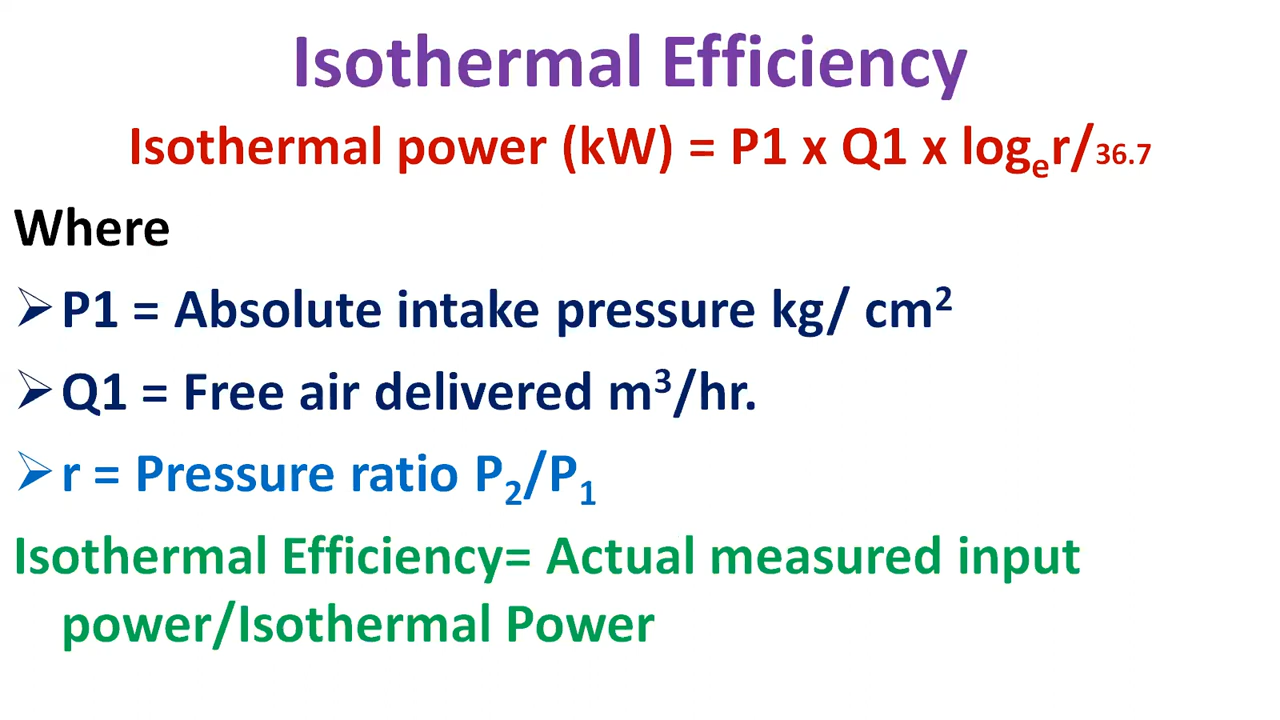 Isothermal Efficiency
Isothermal power (kW) = P1 x Q1 x logₑr/36.7
Where
➢P1 = Absolute intake pressure kg/ cm²
➢Q1 = Free air delivered m³/hr.
➢r = Pressure ratio P₂/P₁
Isothermal Efficiency= Actual measured input
power/Isothermal Power